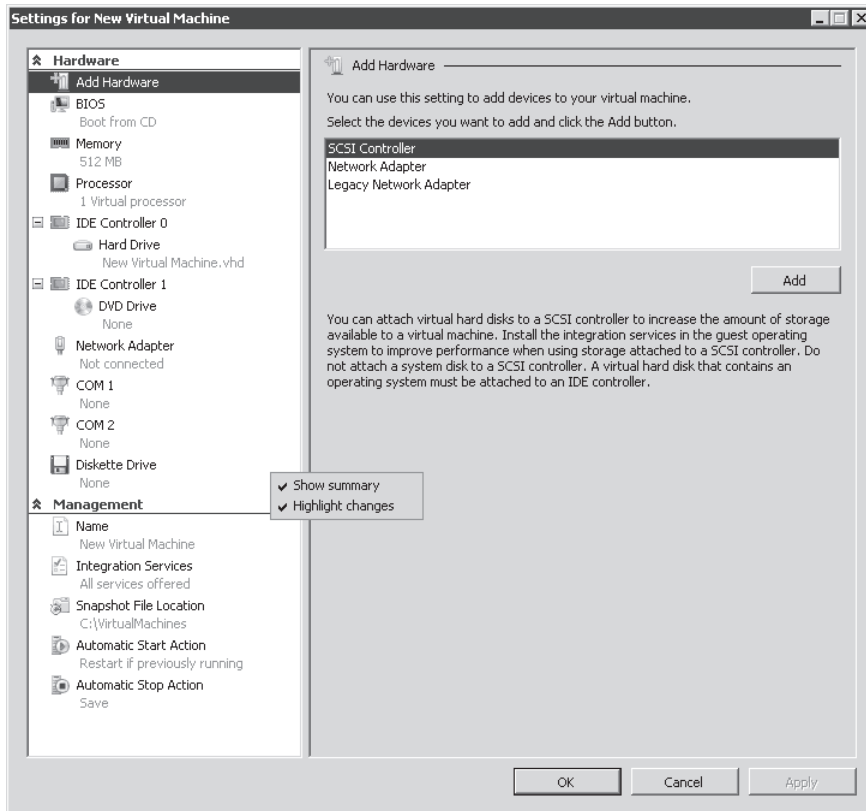 Settings for New Virtual Machine
Hardware
Add Hardware
BIOS
Boot from CD
Memory
512 MB
Processor
1 Virtual processor
IDE Controller 0
Hard Drive
New Virtual Machine.vhd
IDE Controller 1
DVD Drive
None
Network Adapter
Not connected
COM 1
None
COM 2
None
Diskette Drive
None
Management
Name
New Virtual Machine
Integration Services
All services offered
Snapshot File Location
C:\VirtualMachines
Automatic Start Action
Restart if previously running
Automatic Stop Action
Save
Show summary
Highlight changes
Add Hardware
You can use this setting to add devices to your virtual machine.
Select the devices you want to add and click the Add button.
SCSI Controller
Network Adapter
Legacy Network Adapter
Add
You can attach virtual hard disks to a SCSI controller to increase the amount of storage
available to a virtual machine. Install the integration services in the guest operating
system to improve performance when using storage attached to a SCSI controller. Do
not attach a system disk to a SCSI controller. A virtual hard disk that contains an
operating system must be attached to an IDE controller.
OK
Cancel
Apply